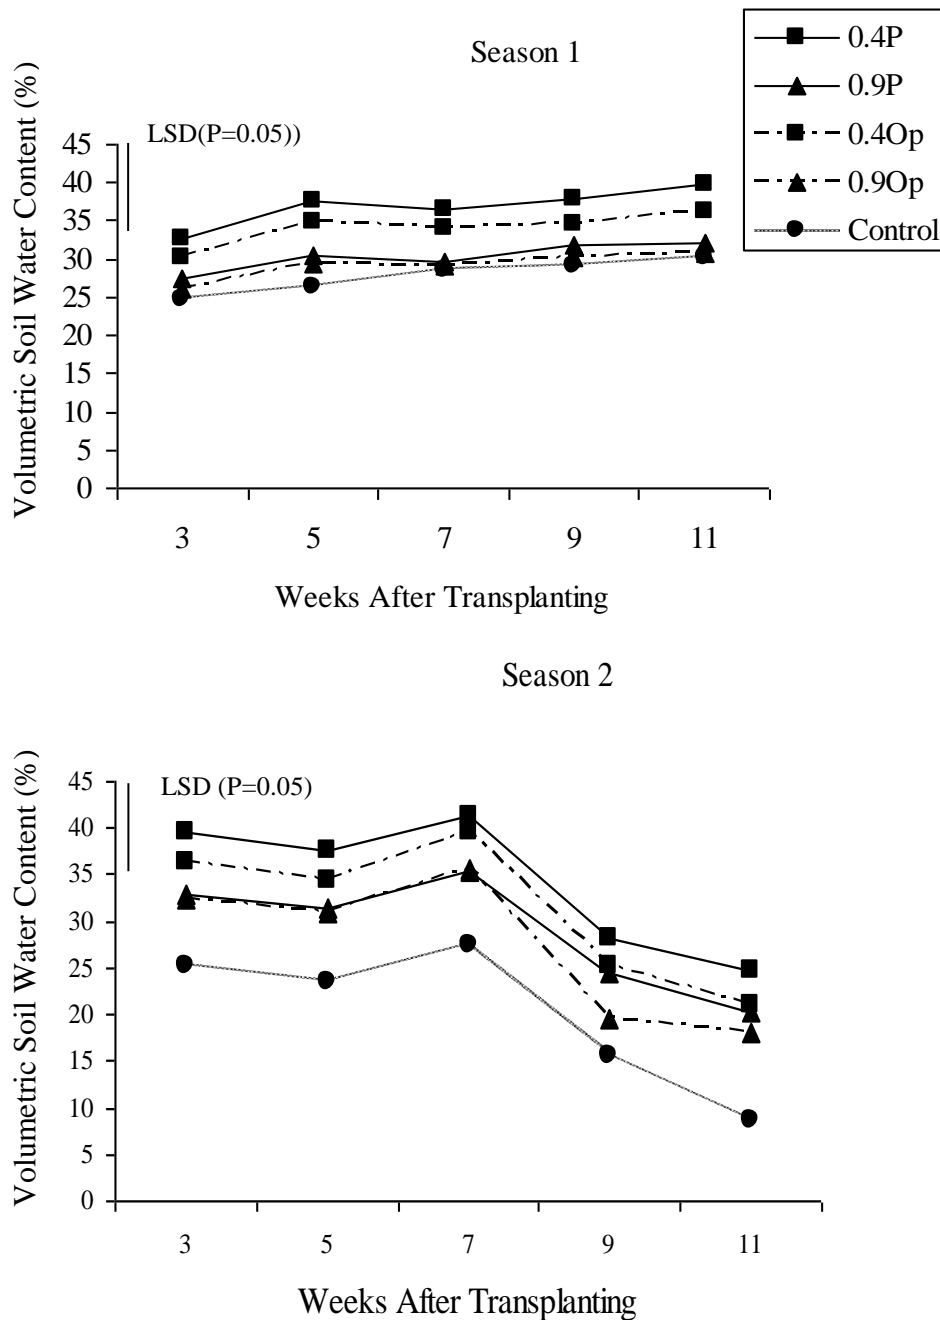 Season 1
0.4P
0.9P
0.4Op
0.9Op
Control
Volumetric Soil Water Content (%)
LSD(P=0.05))
45
40
35
30
25
20
15
10
5
0
3 5 7 9 11
Weeks After Transplanting
Season 2
Volumetric Soil Water Content (%)
LSD (P=0.05)
45
40
35
30
25
20
15
10
5
0
3 5 7 9 11
Weeks After Transplanting